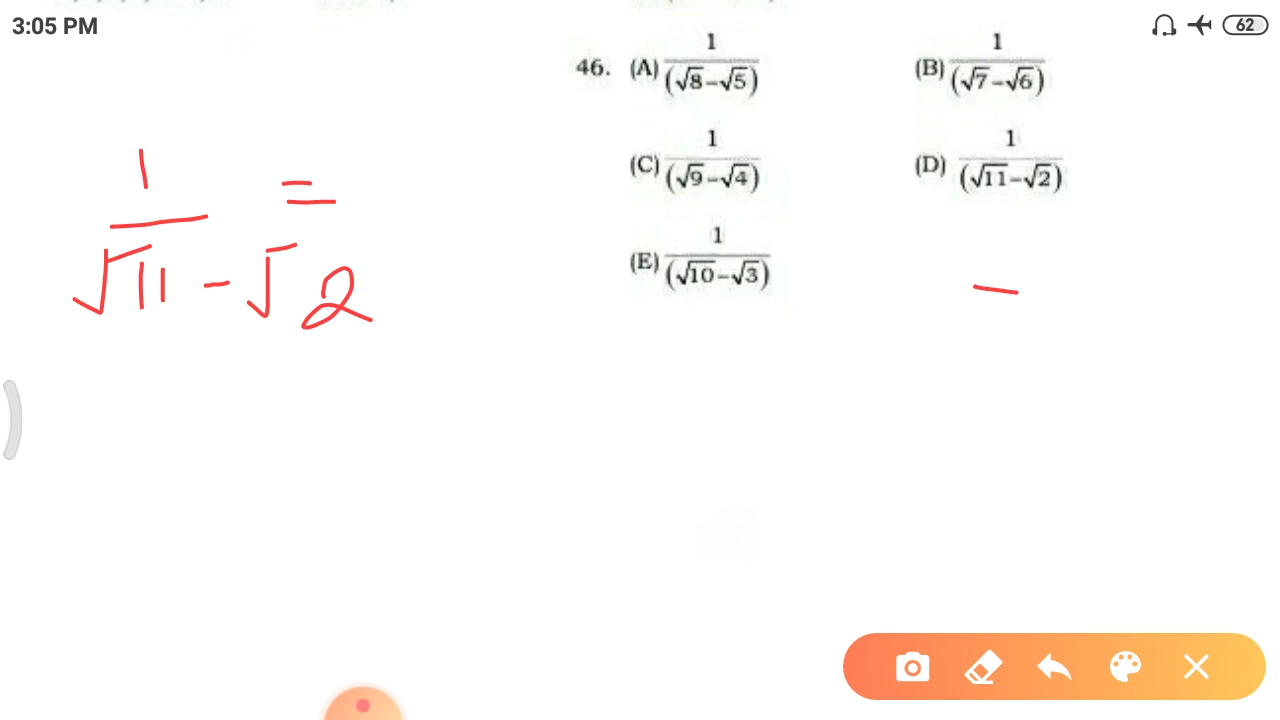 3:05 PM 62
46. (A) 1/(√8–√5) (B) 1/(√7–√6)
(C) 1/(√9–√4) (D) 1/(√11–√2)
(E) 1/(√10–√3)
1/√11 - √2 =
—